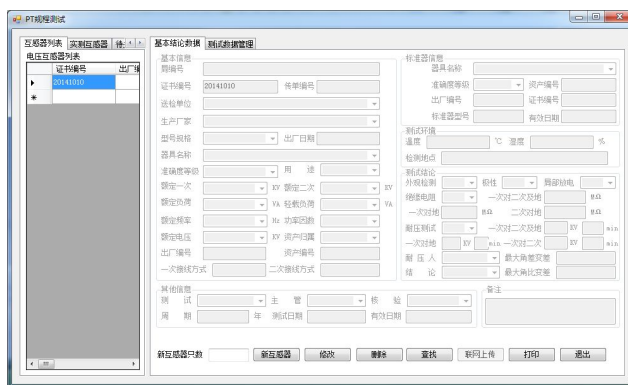 PT规程测试
互感器列表 实测互感器 待
电压互感器列表
证书编号 出厂编
20141010
基本结论数据 测试数据管理
基本信息
简编号
证书编号 20141010 传单编号
送检单位
生产厂家
型号规格 出厂日期
器具名称
准确度等级 用 途
额定一次 KV 额定二次 KV
额定负荷 VA 轻载负荷 VA
额定频率 Hz 功率因数
额定电压 KV 资产归属
出厂编号 资产编号
一次接线方式 二次接线方式
标准器信息
器具名称
准确度等级 资产编号
出厂编号 证书编号
标准器型号 有效日期
测试环境
温度 ℃ 湿度 %
检测地点
测试结论
外观检测 极性 局部放电
绝缘电阻 一次对二次及地 MΩ
一次对地 MΩ 二次对地 MΩ
耐压测试 一次对二次及地 KV min
一次对地 KV min 一次对二次 KV min
耐 压 人 最大角差变差
结 论 最大角比变差
其他信息
测 试 主 管 核 验
周 期 年 测试日期 有效日期
备注
新互感器只数 新互感器 修改 删除 查找 联网上传 打印 退出